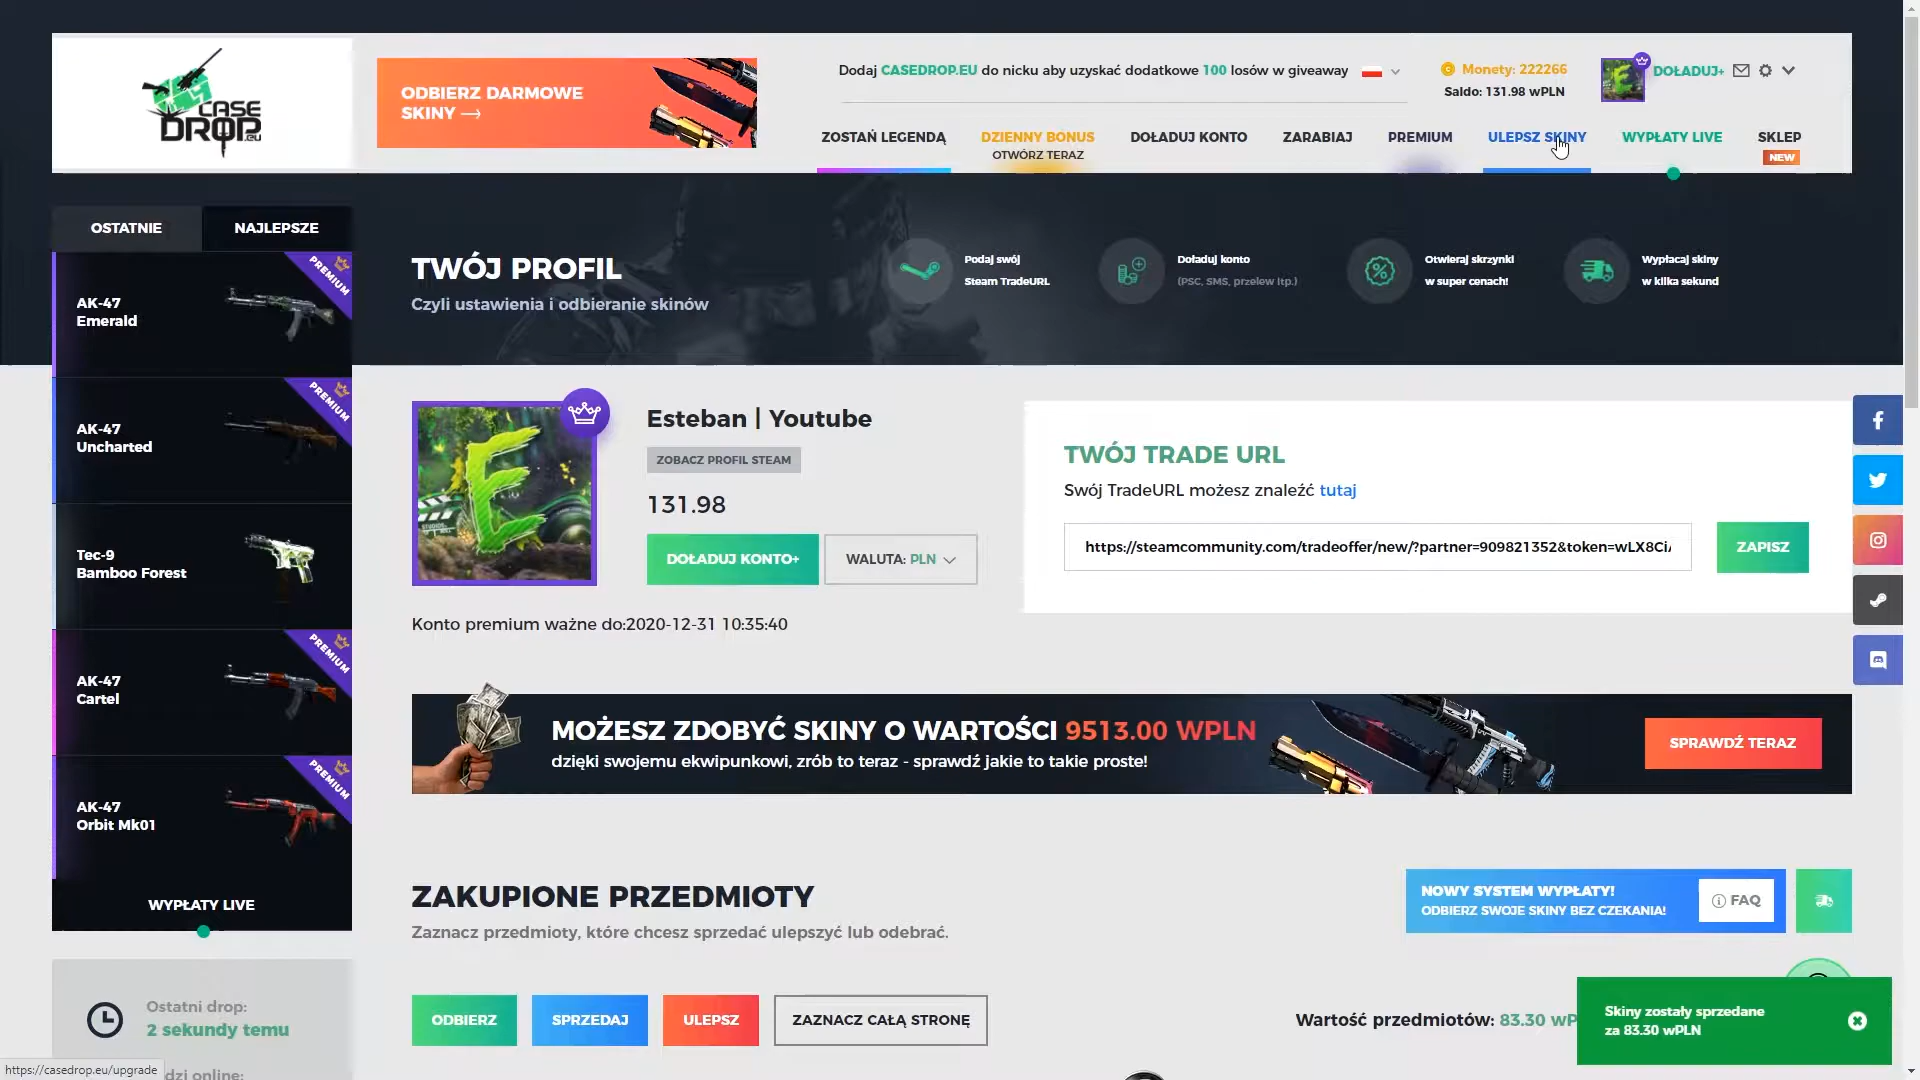 CASE
DROP.EU
ODBIERZ DARMOWE
SKINY
Dodaj CASEDROP.EU do nicku aby uzyskać dodatkowe 100 losów w giveaway
Monety: 222266
Saldo: 131.98 wPLN
DOŁADUJ+
ZOSTAŃ LEGENDĄ
DZIENNY BONUS
OTWÓRZ TERAZ
DOŁADUJ KONTO
ZARABIAJ
PREMIUM
ULEPSZ SKINY
WYPŁATY LIVE
SKLEP
NEW
OSTATNIE
NAJLEPSZE
TWÓJ PROFIL
Czyli ustawienia i odbieranie skinów
Podaj swój
Steam TradeURL
Doładuj konto
(PSC, SMS, przelew itp.)
Otwieraj skrzynki
w super cenach!
Wypłacaj skiny
w kilka sekund
PREMIUM
AK-47
Emerald
PREMIUM
AK-47
Uncharted
Tec-9
Bamboo Forest
PREMIUM
AK-47
Cartel
PREMIUM
AK-47
Orbit Mk01
WYPŁATY LIVE
Ostatni drop:
2 sekundy temu
E
Esteban | Youtube
ZOBACZ PROFIL STEAM
131.98
DOŁADUJ KONTO+
WALUTA: PLN
Konto premium ważne do:2020-12-31 10:35:40
TWÓJ TRADE URL
Swój TradeURL możesz znaleźć tutaj
https://steamcommunity.com/tradeoffer/new/?partner=909821352&token=wLX8Ci
ZAPISZ
MOŻESZ ZDOBYĆ SKINY O WARTOŚCI 9513.00 WPLN
dzięki swojemu ekwipunkowi, zrób to teraz - sprawdź jakie to takie proste!
SPRAWDŹ TERAZ
ZAKUPIONE PRZEDMIOTY
Zaznacz przedmioty, które chcesz sprzedać ulepszyć lub odebrać.
NOWY SYSTEM WYPŁATY!
ODBIERZ SWOJE SKINY BEZ CZEKANIA!
FAQ
ODBIERZ
SPRZEDAJ
ULEPSZ
ZAZNACZ CAŁĄ STRONĘ
Wartość przedmiotów: 83.30 wP
Skiny zostały sprzedane
za 83.30 wPLN
https://casedrop.eu/upgrade
dzi online: